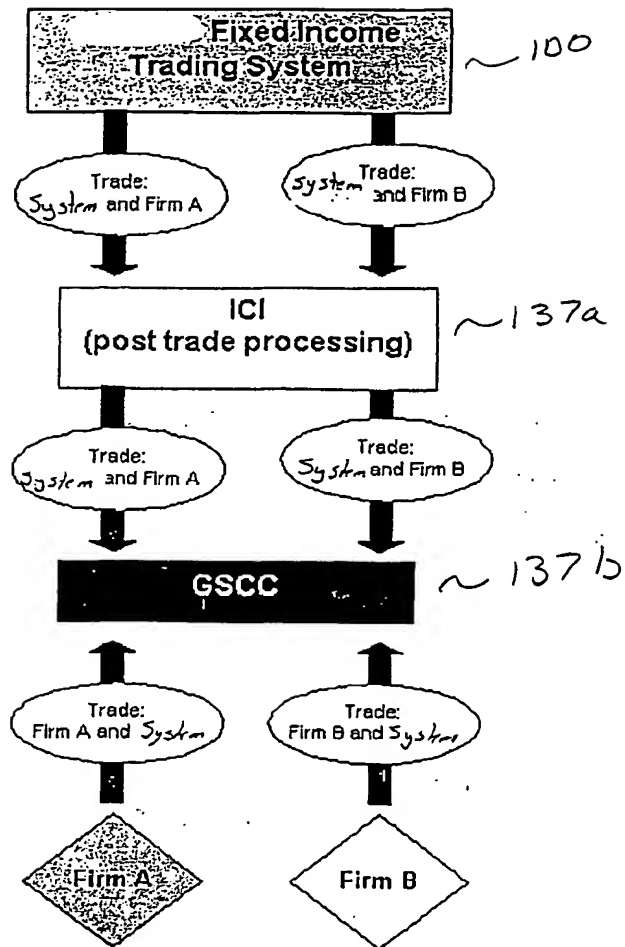 Fixed Income
Trading System
~100
Trade:
System and Firm A
Trade:
System and Firm B
ICI
(post trade processing)
~137a
Trade:
System and Firm A
Trade:
System and Firm B
GSCC
~137b
Trade:
Firm A and System
Trade:
Firm B and System
Firm A
Firm B